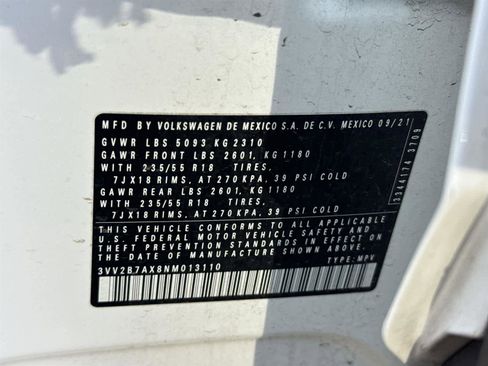 MFD BY VOLKSWAGEN DE MEXICO S.A. DE C.V. MEXICO 09/21
GVWR LBS 5093 KG 2310
GAWR FRONT LBS 2601, KG 1180
WITH 235/55 R18 TIRES,
7JX18 RIMS, AT 270 KPA, 39 PSI COLD
GAWR REAR LBS 2601, KG 1180
WITH 235/55 R18 TIRES,
7JX18 RIMS, AT 270 KPA, 39 PSI COLD
THIS VEHICLE CONFORMS TO ALL APPLICABLE
U.S. FEDERAL MOTOR VEHICLE SAFETY AND
THEFT PREVENTION STANDARDS IN EFFECT ON
THE DATE OF MANUFACTURE SHOWN ABOVE.
3VV2B7AX8NM013110 TYPE: MPV
3344174 3709